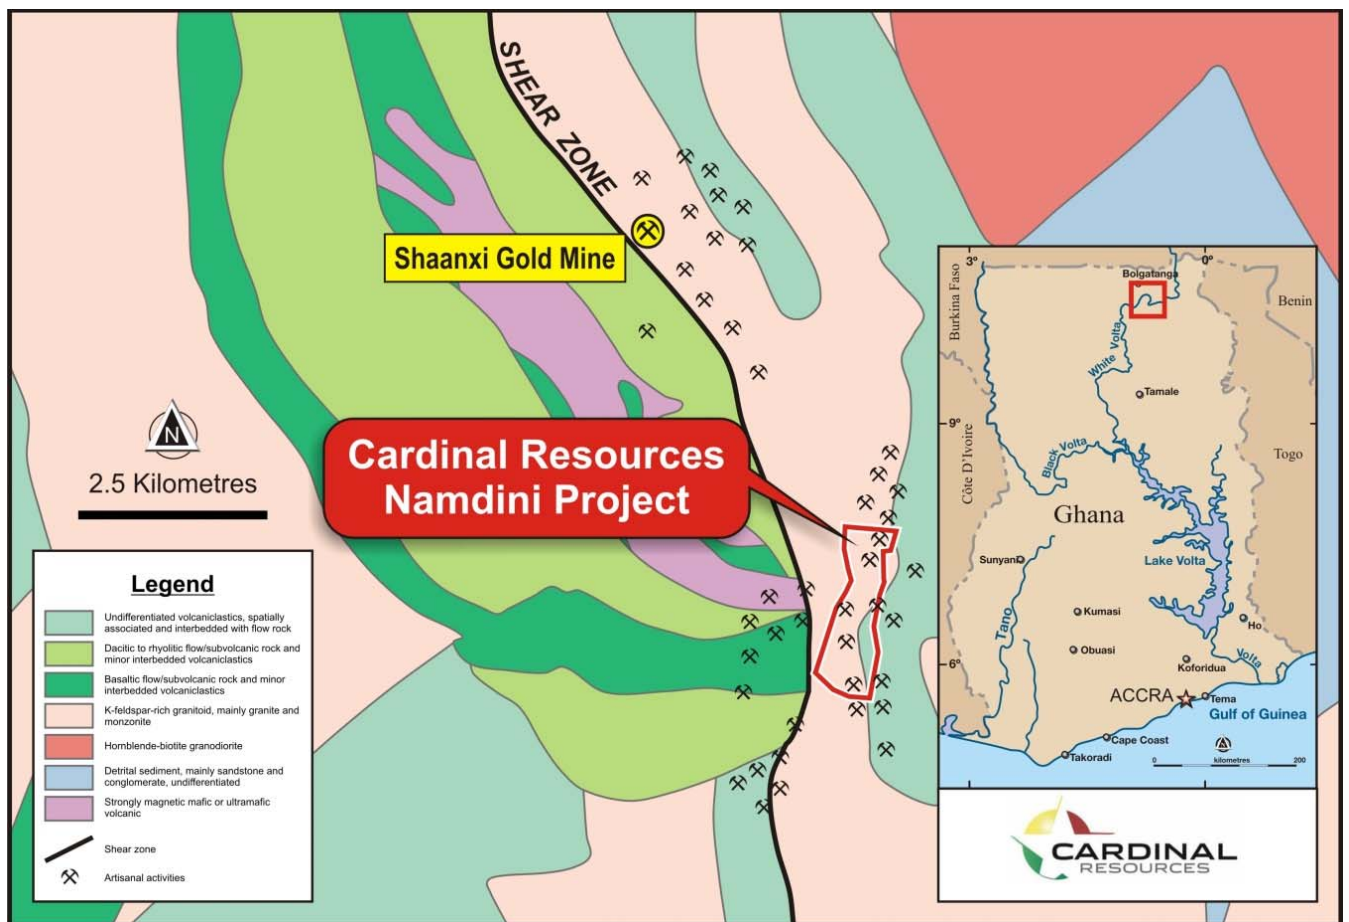 SHEAR ZONE
Shaanxi Gold Mine
Cardinal Resources
Namdini Project
N
2.5 Kilometres
Legend
Undifferentiated volcaniclastics, spatially
associated and interbedded with flow rock
Dacitic to rhyolitic flow/subvolcanic rock and
minor interbedded volcaniclastics
Basaltic flow/subvolcanic rock and minor
interbedded volcaniclastics
K-feldspar-rich granitoid, mainly granite and
monzonite
Hornblende-biotite granodiorite
Detrital sediment, mainly sandstone and
conglomerate, undifferentiated
Strongly magnetic mafic or ultramafic
volcanic
Shear zone
Artisanal activities
3°
0°
Burkina Faso
Bolgatanga
Benin
White Volta
Tamale
9°
Côte D'Ivoire
Black Volta
Togo
Ghana
Sunyani
Lake Volta
Tano
Kumasi
Ho
Obuasi
Volta
6°
Koforidua
ACCRA
Tema
Gulf of Guinea
Cape Coast
Takoradi
0 kilometres 200
CARDINAL
RESOURCES